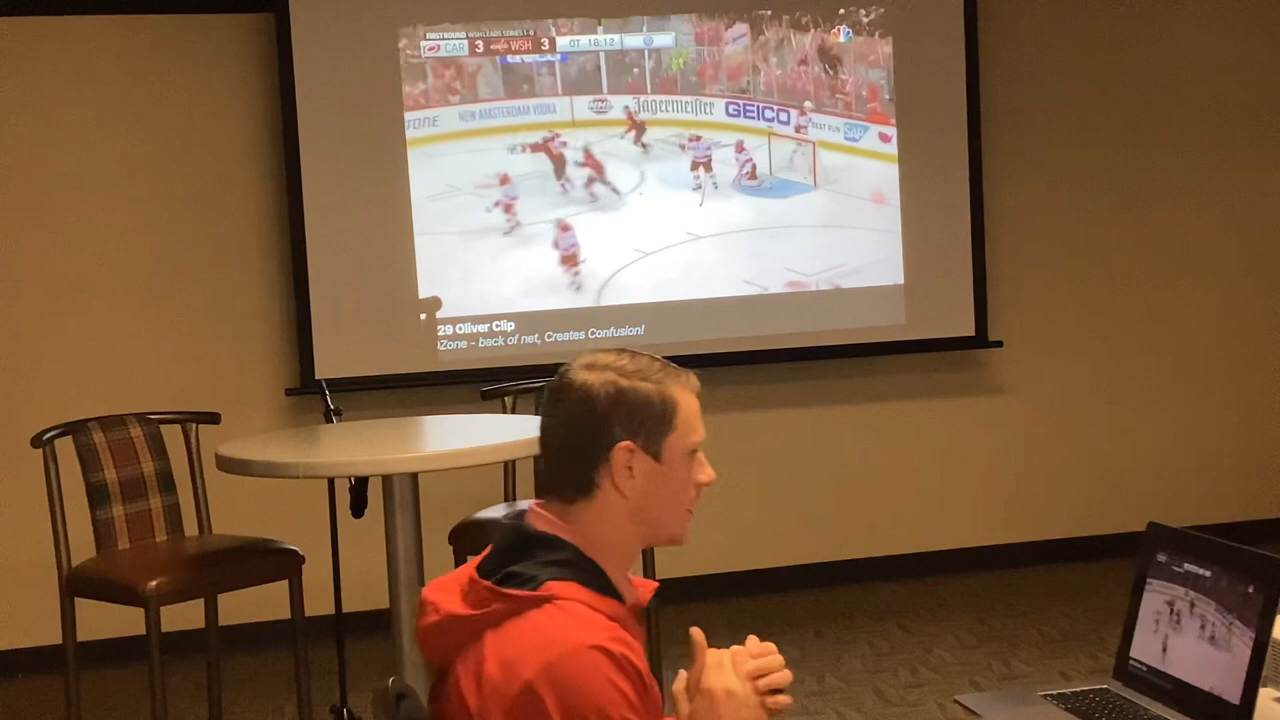 FIRST ROUND WSH LEADS SERIES 1-0
CAR 3 WSH 3 OT 18:12
TONE NEW AMSTERDAM VODKA Jägermeister GEICO BEST RUN SAP
29 Oliver Clip
Zone - back of net, Creates Confusion!